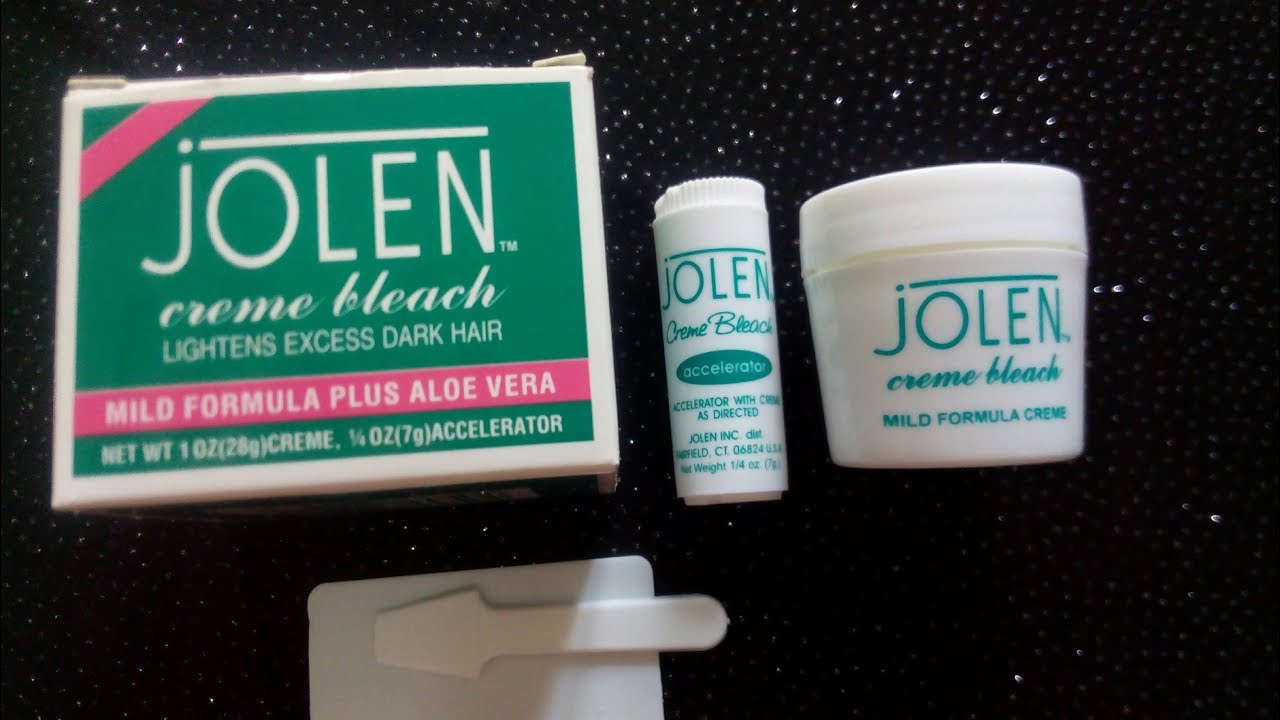 JOLEN™
creme bleach
LIGHTENS EXCESS DARK HAIR
MILD FORMULA PLUS ALOE VERA
NET WT 1 OZ(28g)CREME, ¼ OZ(7g)ACCELERATOR
JOLEN
Creme Bleach
accelerator
ACCELERATOR WITH CREME
AS DIRECTED
JOLEN INC. dist.
FAIRFIELD, CT. 06824 U.S.A
Net Weight 1/4 oz. (7g.)
JOLEN™
creme bleach
MILD FORMULA CREME